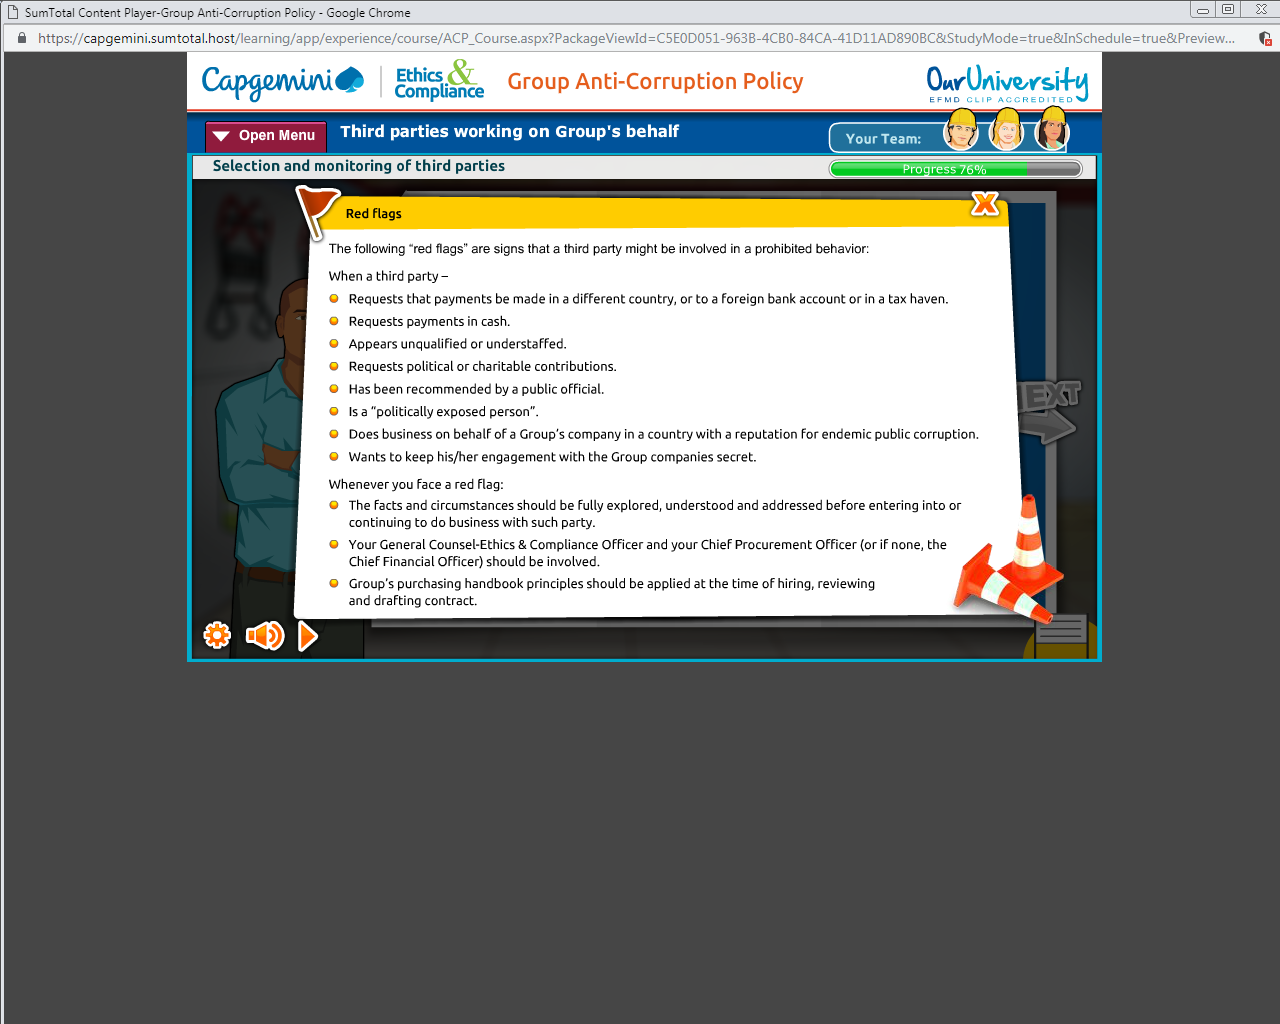 SumTotal Content Player-Group Anti-Corruption Policy - Google Chrome
https://capgemini.sumtotal.host/learning/app/experience/course/ACP_Course.aspx?PackageViewId=C5E0D051-963B-4CB0-84CA-41D11AD890BC&StudyMode=true&InSchedule=true&Preview...
Capgemini
Ethics &
Compliance
Group Anti-Corruption Policy
OurUniversity
EFMD CLIP ACCREDITED
Open Menu
Third parties working on Group's behalf
Your Team:
Selection and monitoring of third parties
Progress 76%
Red flags
X
The following “red flags” are signs that a third party might be involved in a prohibited behavior:
When a third party –
Requests that payments be made in a different country, or to a foreign bank account or in a tax haven.
Requests payments in cash.
Appears unqualified or understaffed.
Requests political or charitable contributions.
Has been recommended by a public official.
Is a “politically exposed person”.
Does business on behalf of a Group’s company in a country with a reputation for endemic public corruption.
Wants to keep his/her engagement with the Group companies secret.
Whenever you face a red flag:
The facts and circumstances should be fully explored, understood and addressed before entering into or
continuing to do business with such party.
Your General Counsel-Ethics & Compliance Officer and your Chief Procurement Officer (or if none, the
Chief Financial Officer) should be involved.
Group’s purchasing handbook principles should be applied at the time of hiring, reviewing
and drafting contract.
EXT